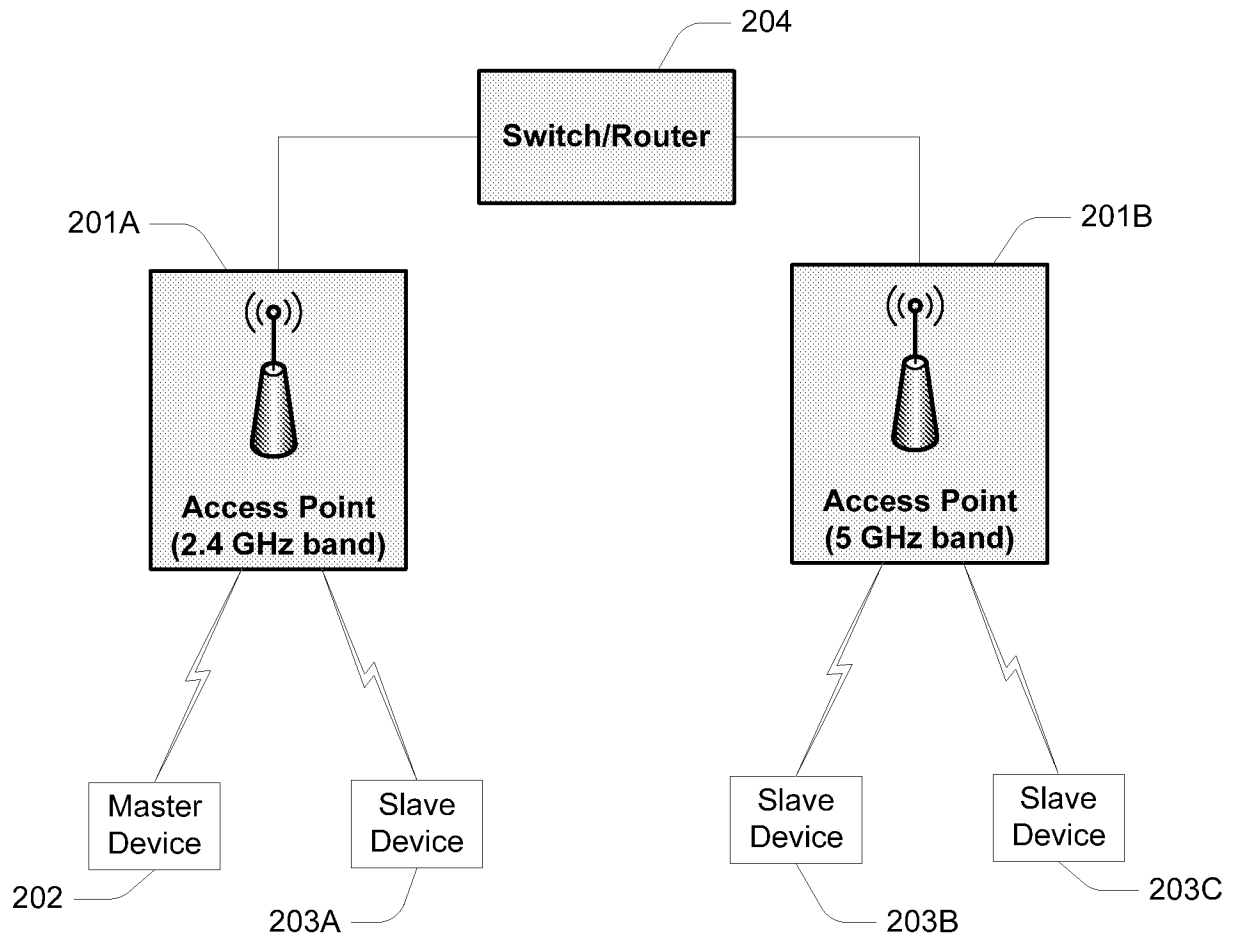 204
Switch/Router
201A
201B
Access Point
(2.4 GHz band)
Access Point
(5 GHz band)
Master
Device
Slave
Device
Slave
Device
Slave
Device
202
203A
203B
203C